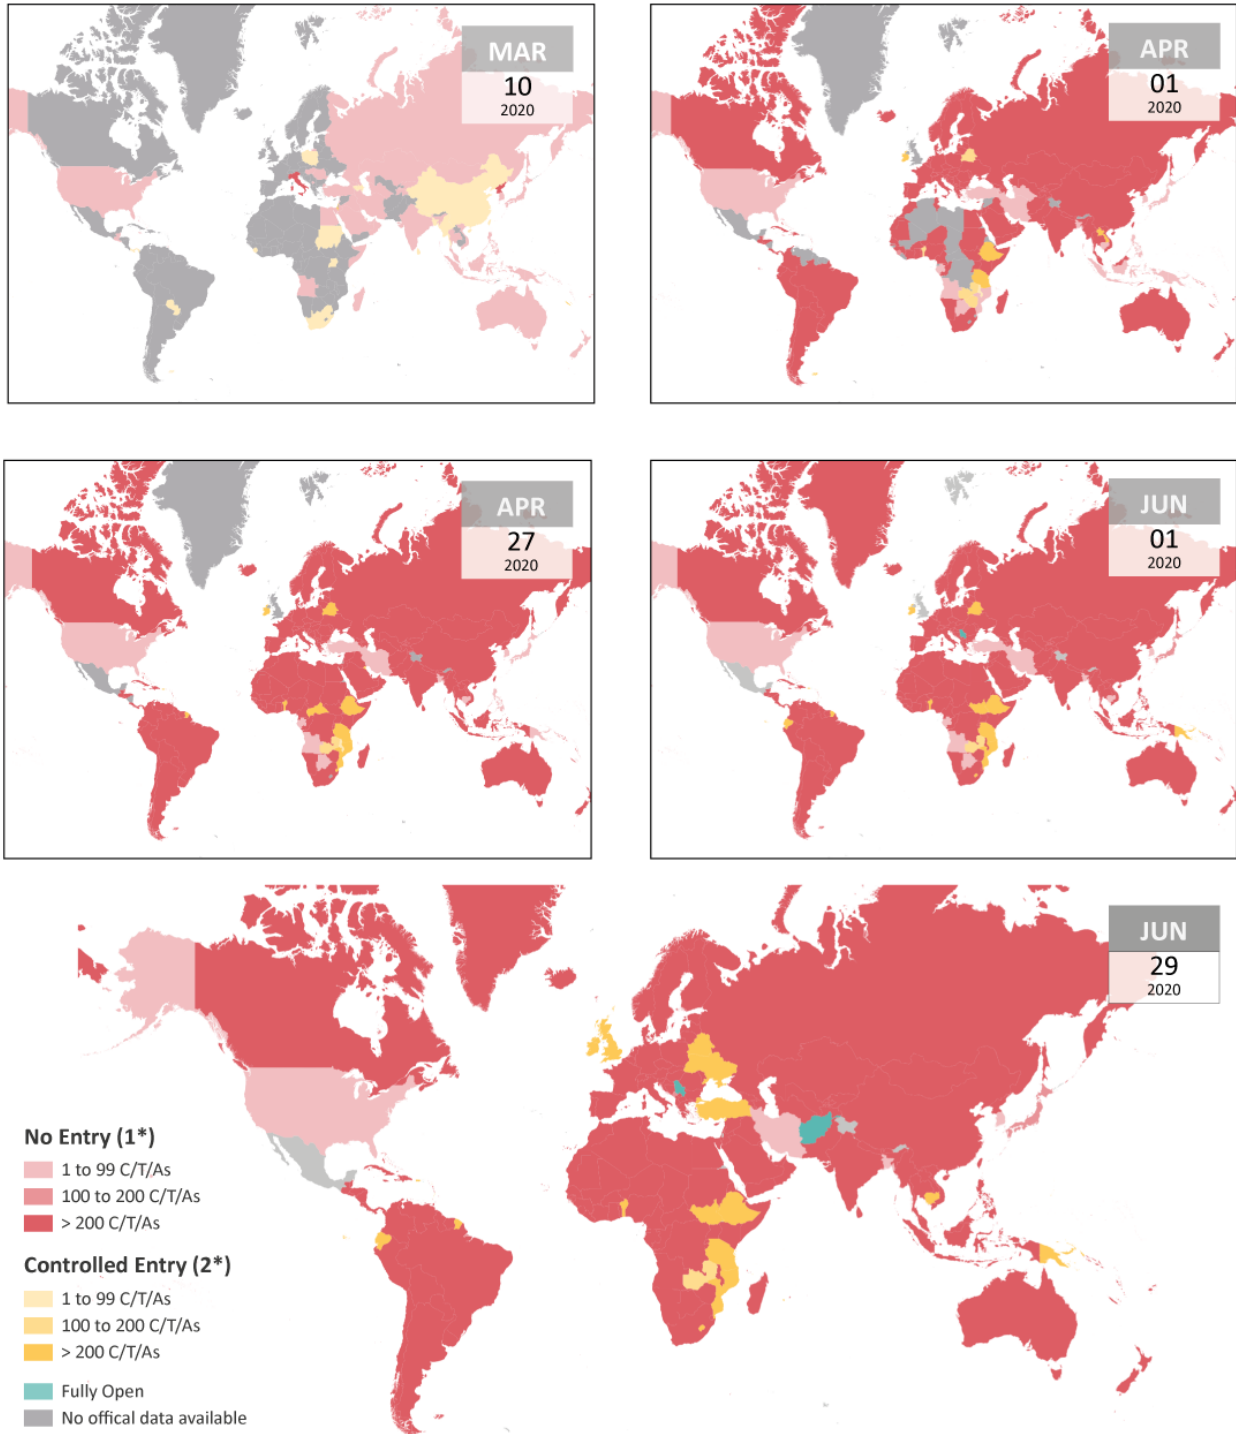 MAR
10
2020
APR
01
2020
APR
27
2020
JUN
01
2020
JUN
29
2020
No Entry (1*)
1 to 99 C/T/As
100 to 200 C/T/As
> 200 C/T/As
Controlled Entry (2*)
1 to 99 C/T/As
100 to 200 C/T/As
> 200 C/T/As
Fully Open
No offical data available